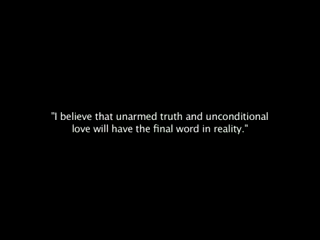 "I believe that unarmed truth and unconditional
love will have the final word in reality."